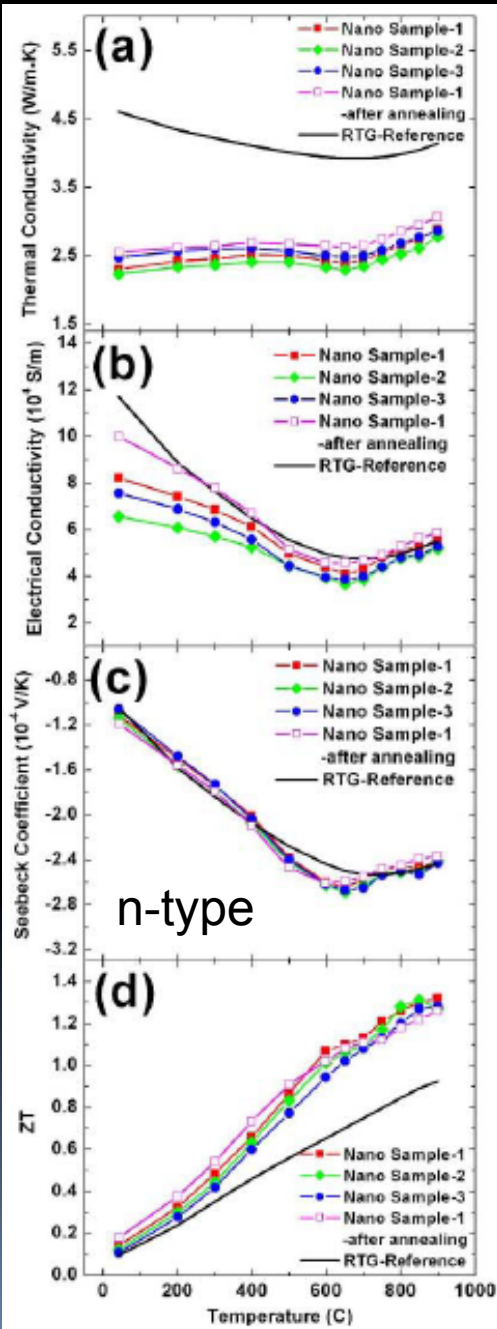 (a)
Nano Sample-1
Nano Sample-2
Nano Sample-3
Nano Sample-1
-after annealing
RTG-Reference
Thermal Conductivity (W/m.K)
5.5
4.5
3.5
2.5
1.5
(b)
Nano Sample-1
Nano Sample-2
Nano Sample-3
Nano Sample-1
-after annealing
RTG-Reference
Electrical Conductivity (10⁴ S/m)
14
12
10
8
6
4
2
(c)
Nano Sample-1
Nano Sample-2
Nano Sample-3
Nano Sample-1
-after annealing
RTG-Reference
n-type
Seebeck Coefficient (10⁻⁴V/K)
-0.8
-1.2
-1.6
-2.0
-2.4
-2.8
-3.2
(d)
Nano Sample-1
Nano Sample-2
Nano Sample-3
Nano Sample-1
-after annealing
RTG-Reference
ZT
1.4
1.2
1.0
0.8
0.6
0.4
0.2
0.0
0 200 400 600 800 1000
Temperature (C)